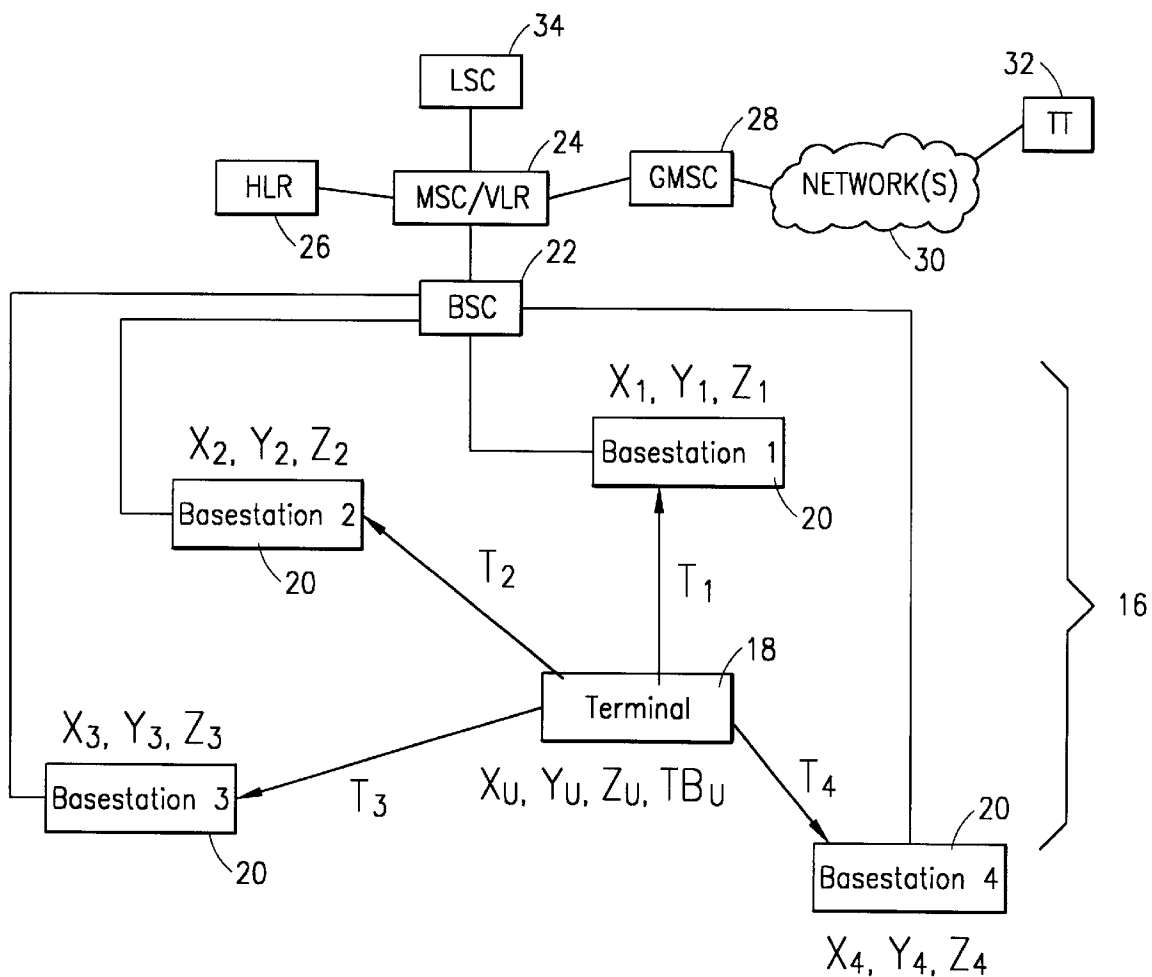 34
LSC
32
TT
28
24
GMSC
NETWORK(S)
HLR
MSC/VLR
26
30
22
BSC
X1, Y1, Z1
Basestation 1
20
X2, Y2, Z2
Basestation 2
20
T2
T1
16
18
Terminal
XU, YU, ZU, TBU
X3, Y3, Z3
Basestation 3
20
T3
T4
20
Basestation 4
X4, Y4, Z4